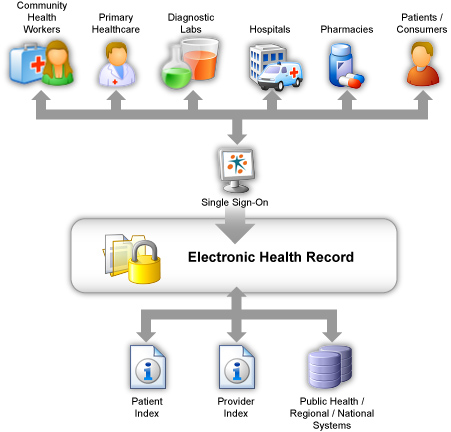 Community
Health
Workers
Primary
Healthcare
Diagnostic
Labs
Hospitals
Pharmacies
Patients /
Consumers
Single Sign-On
Electronic Health Record
Patient
Index
Provider
Index
Public Health /
Regional / National
Systems